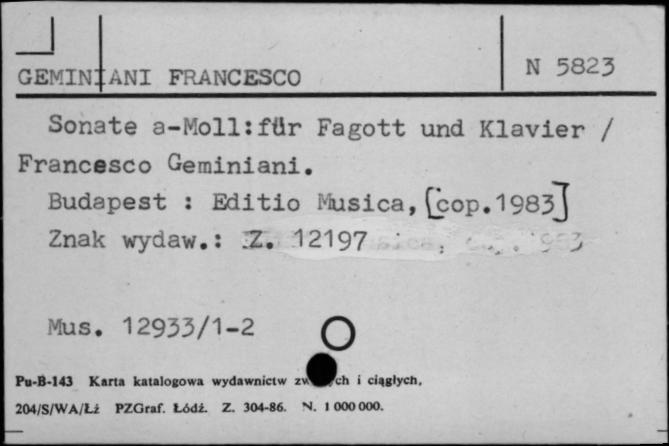 GEMINIANI FRANCESCO
N 5823
Sonate a-Moll:für Fagott und Klavier /
Francesco Geminiani.
Budapest : Editio Musica,[cop.1983]
Znak wydaw.: Z. 12197
Mus. 12933/1-2
Pu-B-143 Karta katalogowa wydawnictw i ciągłych,
204/S/WA/Łż PZGraf. Łódź. Z. 304-86. N. 1 000 000.